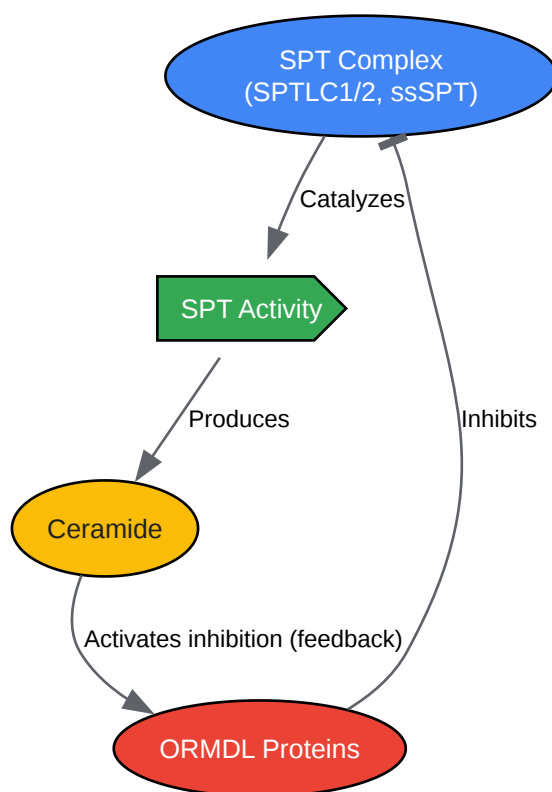 SPT Complex
(SPTLC1/2, ssSPT)
Catalyzes
SPT Activity
Produces
Inhibits
Ceramide
Activates inhibition (feedback)
ORMDL Proteins